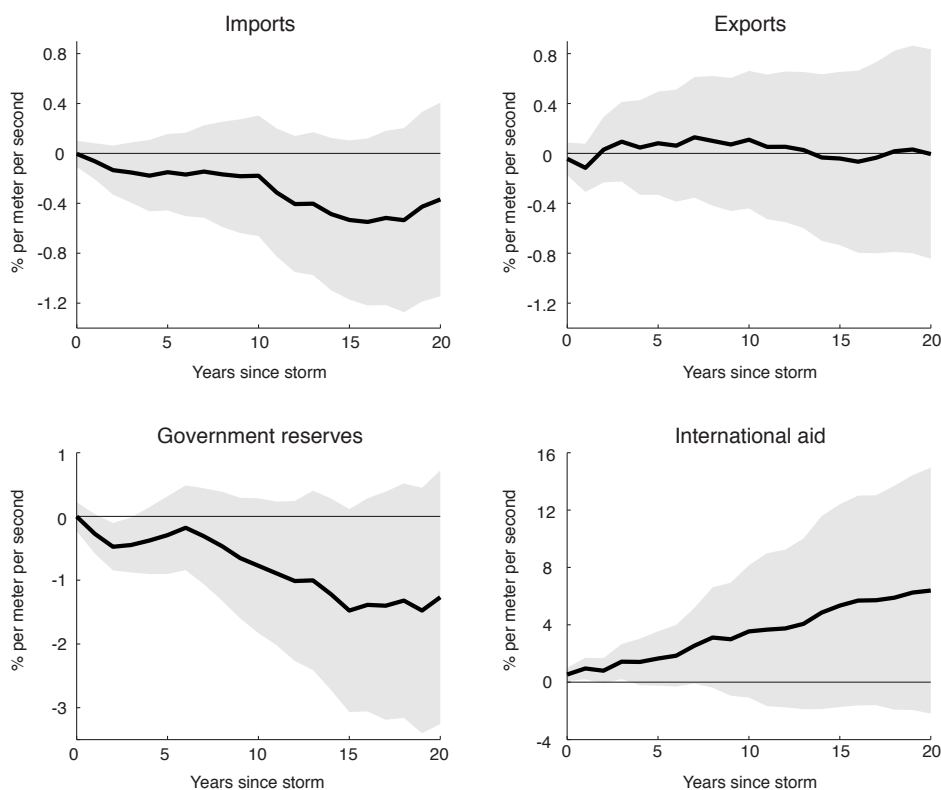 Imports
% per meter per second
0.8
0.4
0
-0.4
-0.8
-1.2
0 5 10 15 20
Years since storm
Exports
% per meter per second
0.8
0.4
0
-0.4
-0.8
-1.2
0 5 10 15 20
Years since storm
Government reserves
% per meter per second
1
0
-1
-2
-3
0 5 10 15 20
Years since storm
International aid
% per meter per second
16
12
8
4
0
-4
0 5 10 15 20
Years since storm